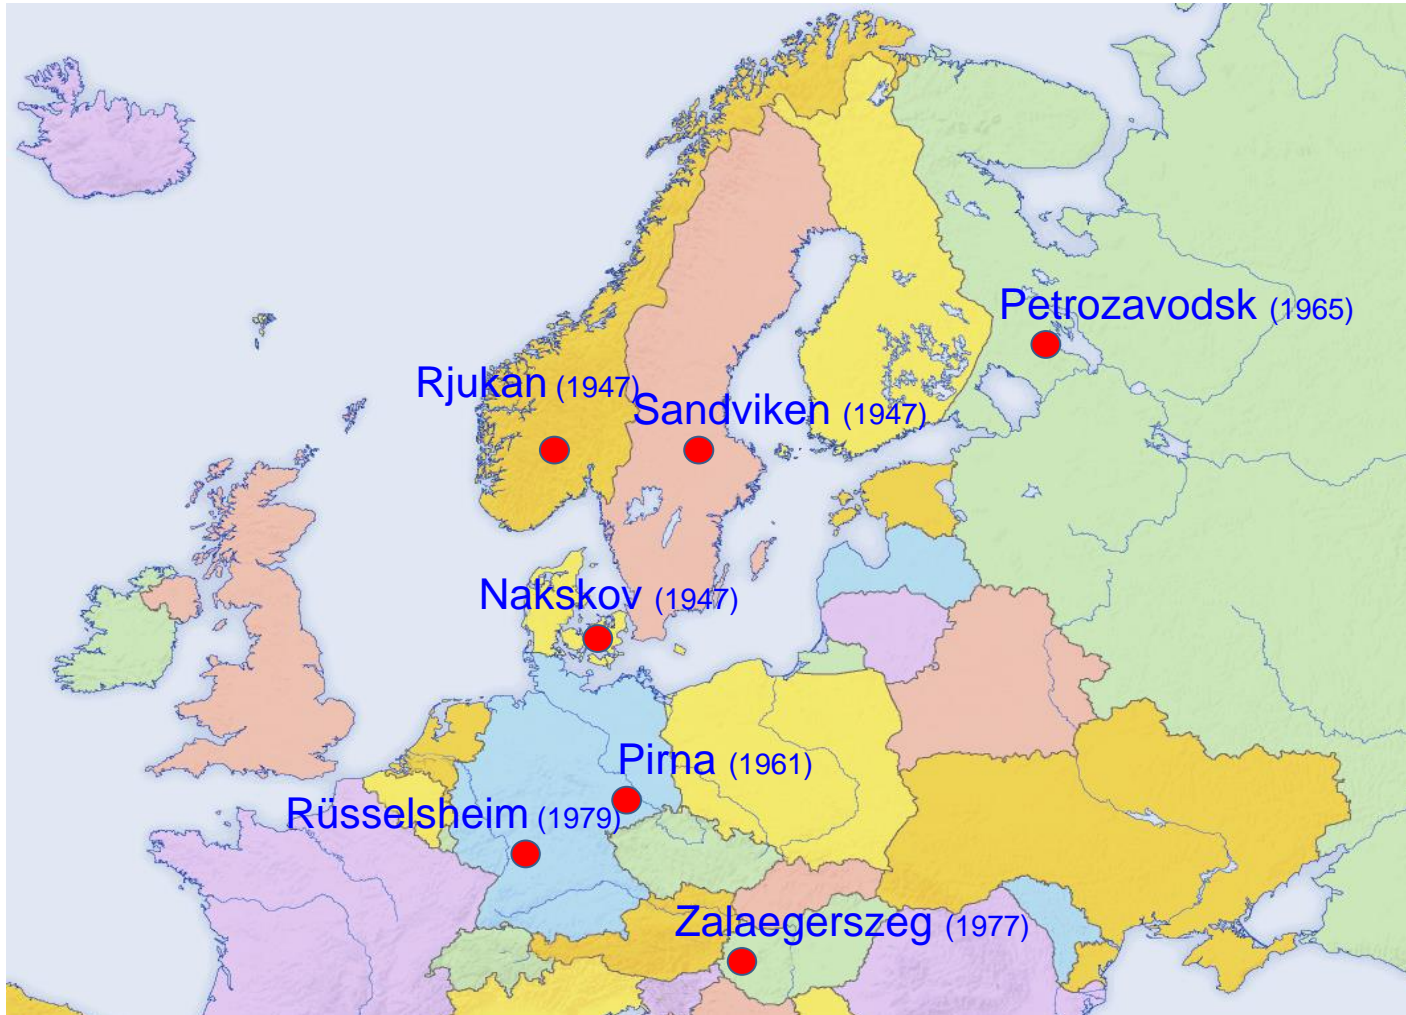 Petrozavodsk (1965)
Rjukan (1947)
Sandviken (1947)
Nakskov (1947)
Pirna (1961)
Rüsselsheim (1979)
Zalaegerszeg (1977)